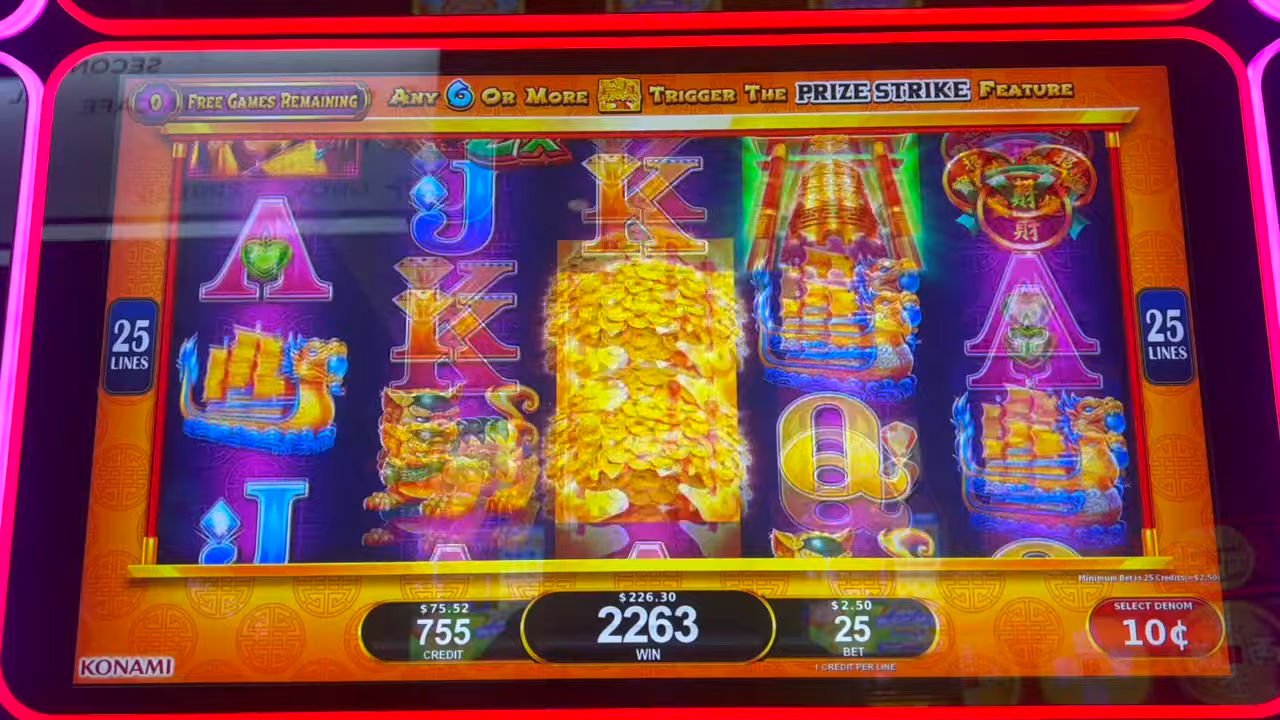 0 FREE GAMES REMAINING
ANY 6 OR MORE TRIGGER THE PRIZE STRIKE FEATURE
J
K
A
財
財
K
A
25
LINES
25
LINES
Q
J
Minimum Bet is 25 Credits(=$2.50)
$75.52
755
CREDIT
$226.30
2263
WIN
$2.50
25
BET
1 CREDIT PER LINE
SELECT DENOM
10¢
KONAMI